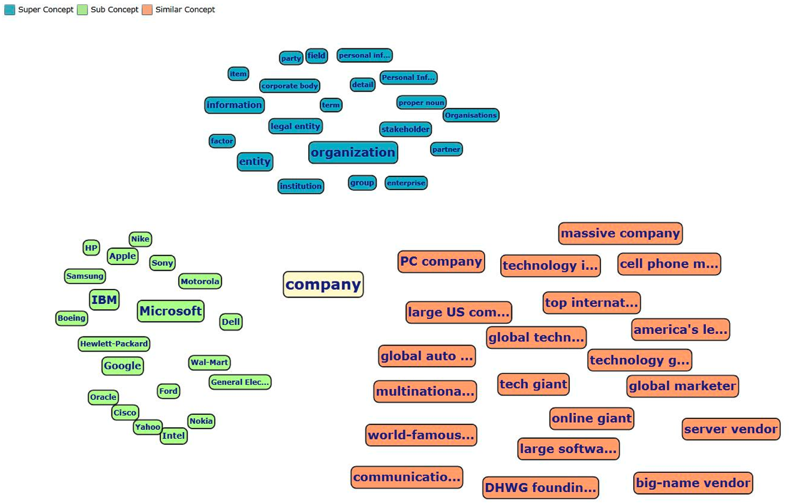 Super Concept
Sub Concept
Similar Concept
party
field
personal inf...
item
corporate body
detail
Personal Inf...
information
term
proper noun
Organisations
legal entity
stakeholder
factor
organization
partner
entity
institution
group
enterprise
Nike
HP
Apple
Sony
Samsung
Motorola
IBM
Microsoft
Boeing
Dell
Hewlett-Packard
Google
Wal-Mart
General Elec...
Ford
Oracle
Cisco
Yahoo
Intel
Nokia
company
massive company
PC company
technology i...
cell phone m...
large US com...
top internat...
global techn...
america's le...
global auto ...
technology g...
multinationa...
tech giant
global marketer
online giant
server vendor
world-famous...
large softwa...
communicatio...
DHWG foundin...
big-name vendor